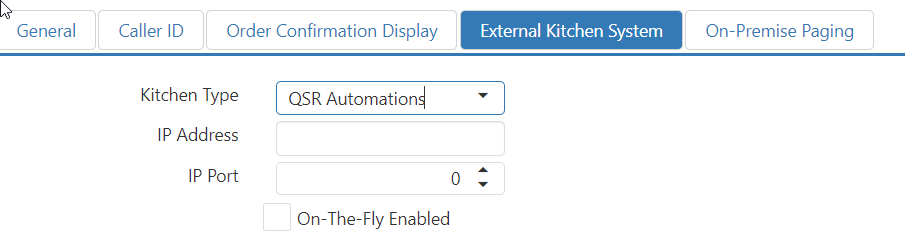 General Caller ID Order Confirmation Display External Kitchen System On-Premise Paging
Kitchen Type QSR Automations
IP Address
IP Port 0
On-The-Fly Enabled